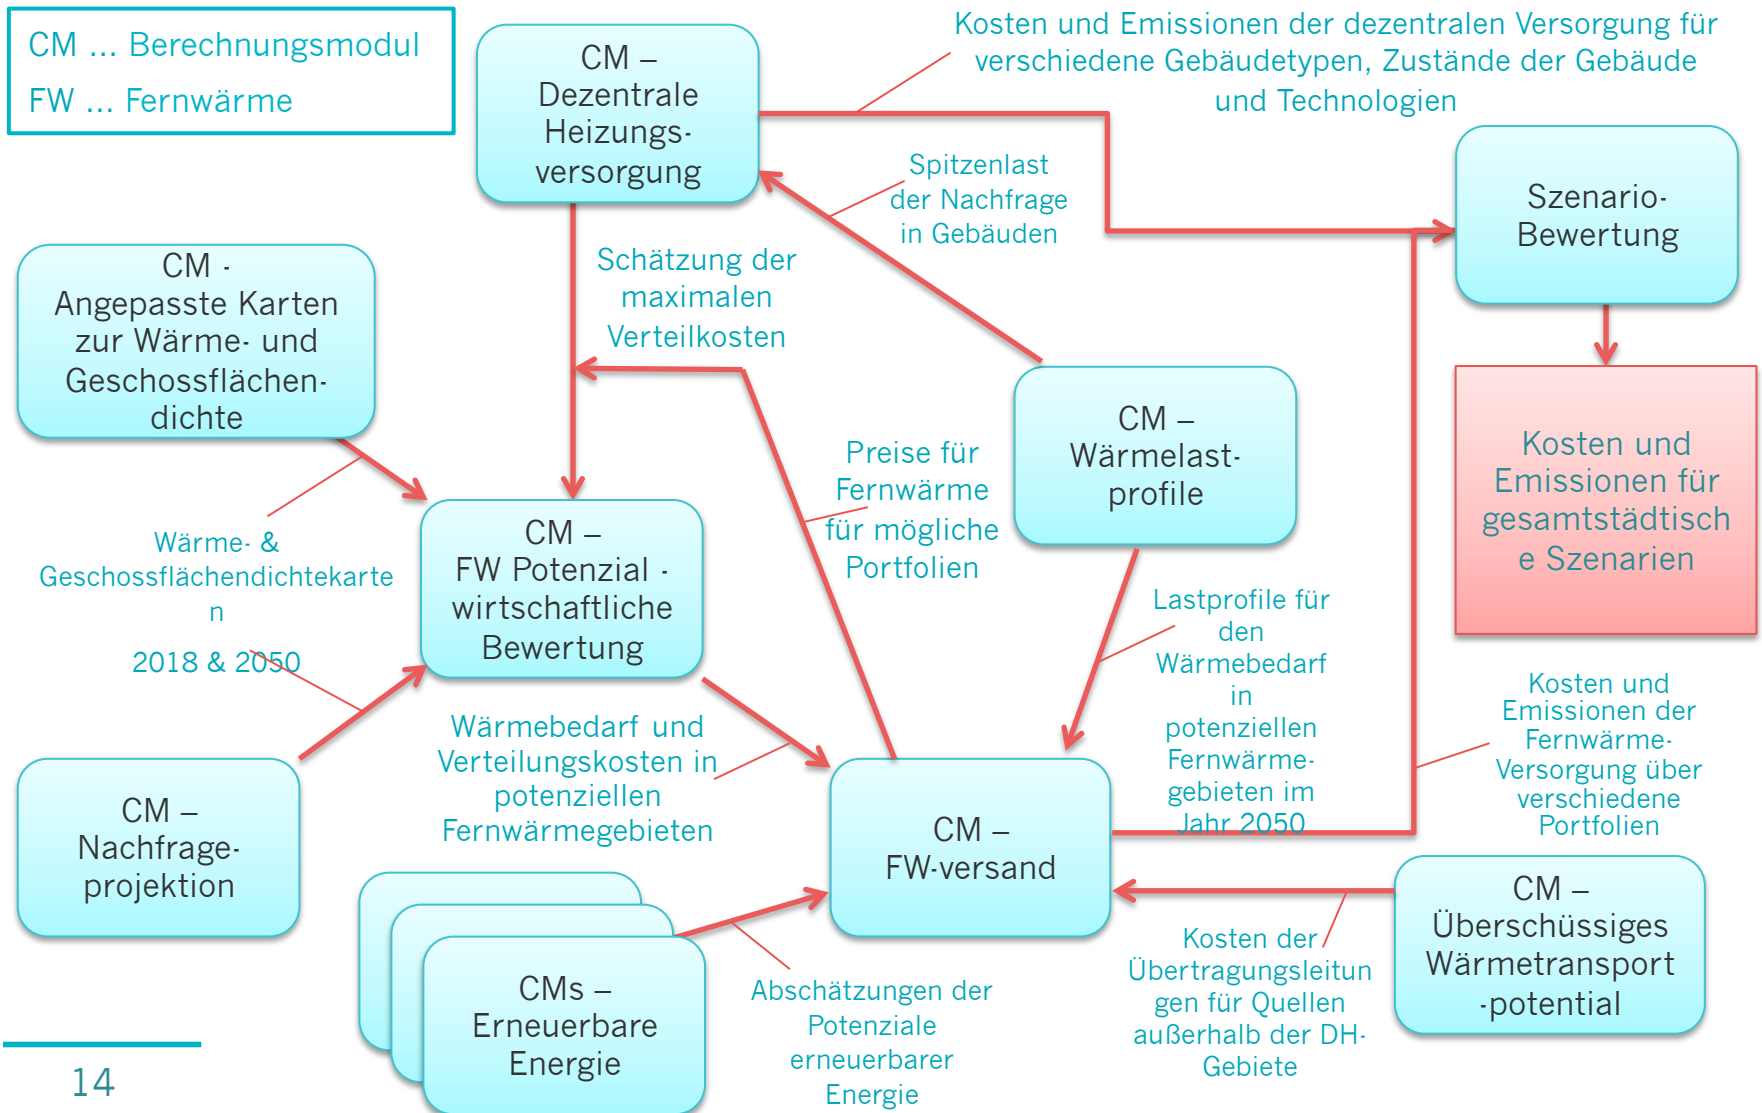 CM ... Berechnungsmodul
FW ... Fernwärme
CM –
Dezentrale
Heizungs-
versorgung
Kosten und Emissionen der dezentralen Versorgung für
verschiedene Gebäudetypen, Zustände der Gebäude
und Technologien
Spitzenlast
der Nachfrage
in Gebäuden
Szenario-
Bewertung
CM -
Angepasste Karten
zur Wärme- und
Geschossflächen-
dichte
Schätzung der
maximalen
Verteilkosten
CM –
Wärmelast-
profile
Preise für
Fernwärme
für mögliche
Portfolien
Kosten und
Emissionen für
gesamtstädtisch
e Szenarien
Wärme- &
Geschossflächendichtekarte
n
2018 & 2050
CM –
FW Potenzial -
wirtschaftliche
Bewertung
Lastprofile für
den
Wärmebedarf
in
potenziellen
Fernwärme-
gebieten im
Jahr 2050
Kosten und
Emissionen der
Fernwärme-
Versorgung über
verschiedene
Portfolien
Wärmebedarf und
Verteilungskosten in
potenziellen
Fernwärmegebieten
CM –
Nachfrage-
projektion
CM –
FW-versand
CM –
Überschüssiges
Wärmetransport
-potential
Kosten der
Übertragungsleitun
gen für Quellen
außerhalb der DH-
Gebiete
CMs –
Erneuerbare
Energie
Abschätzungen der
Potenziale
erneuerbarer
Energie
14